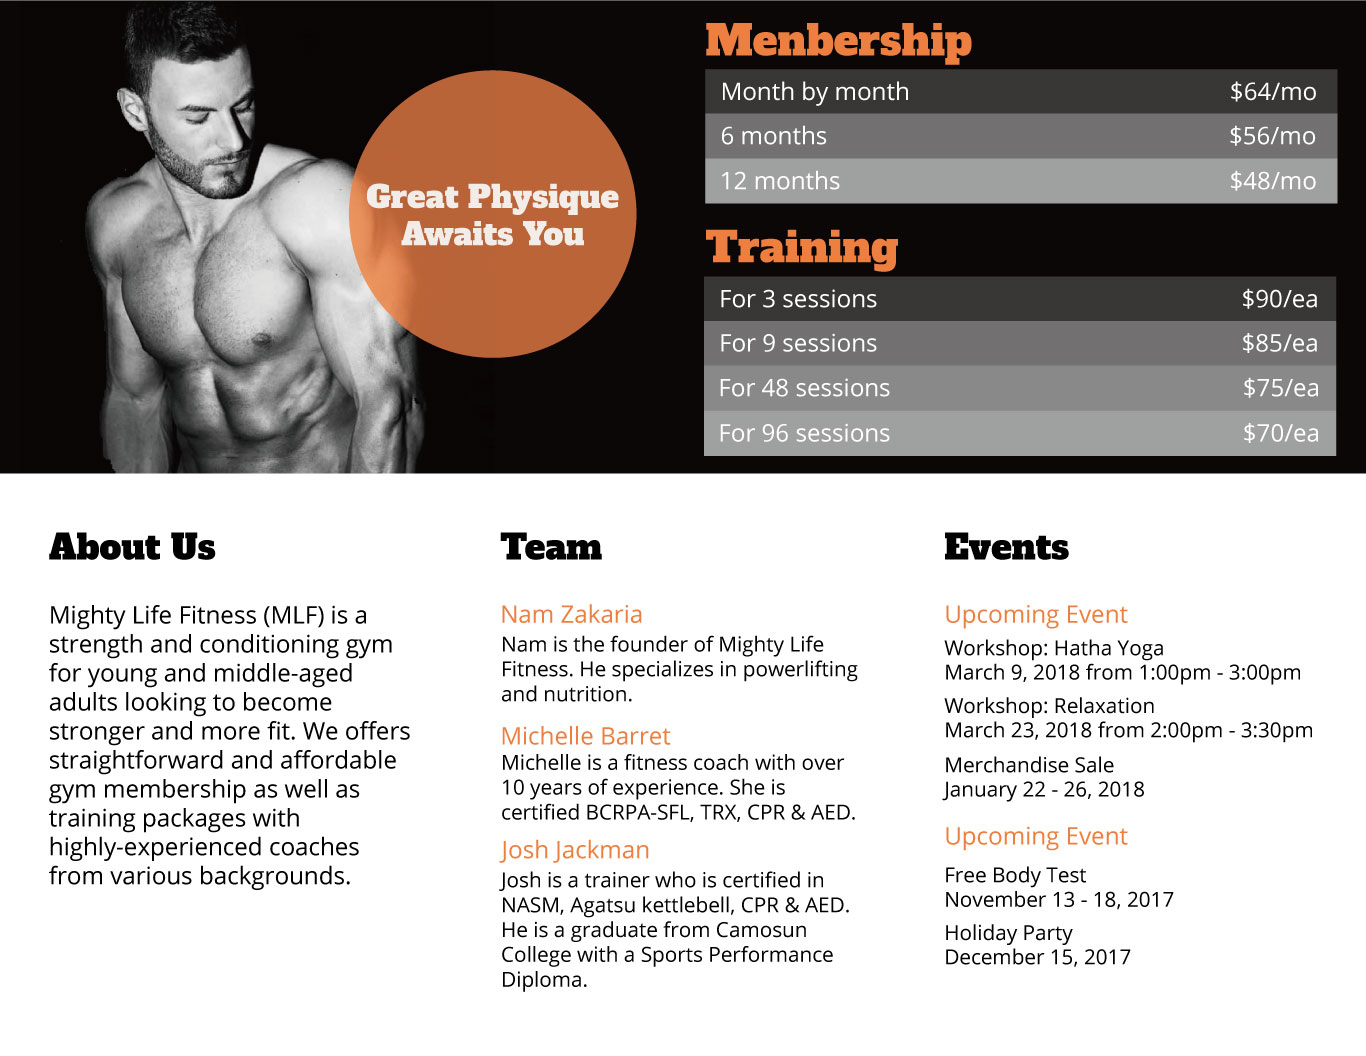 Great Physique
Awaits You
Menbership
Month by month $64/mo
6 months $56/mo
12 months $48/mo
Training
For 3 sessions $90/ea
For 9 sessions $85/ea
For 48 sessions $75/ea
For 96 sessions $70/ea
About Us
Mighty Life Fitness (MLF) is a
strength and conditioning gym
for young and middle-aged
adults looking to become
stronger and more fit. We offers
straightforward and affordable
gym membership as well as
training packages with
highly-experienced coaches
from various backgrounds.
Team
Nam Zakaria
Nam is the founder of Mighty Life
Fitness. He specializes in powerlifting
and nutrition.
Michelle Barret
Michelle is a fitness coach with over
10 years of experience. She is
certified BCRPA-SFL, TRX, CPR & AED.
Josh Jackman
Josh is a trainer who is certified in
NASM, Agatsu kettlebell, CPR & AED.
He is a graduate from Camosun
College with a Sports Performance
Diploma.
Events
Upcoming Event
Workshop: Hatha Yoga
March 9, 2018 from 1:00pm - 3:00pm
Workshop: Relaxation
March 23, 2018 from 2:00pm - 3:30pm
Merchandise Sale
January 22 - 26, 2018
Upcoming Event
Free Body Test
November 13 - 18, 2017
Holiday Party
December 15, 2017